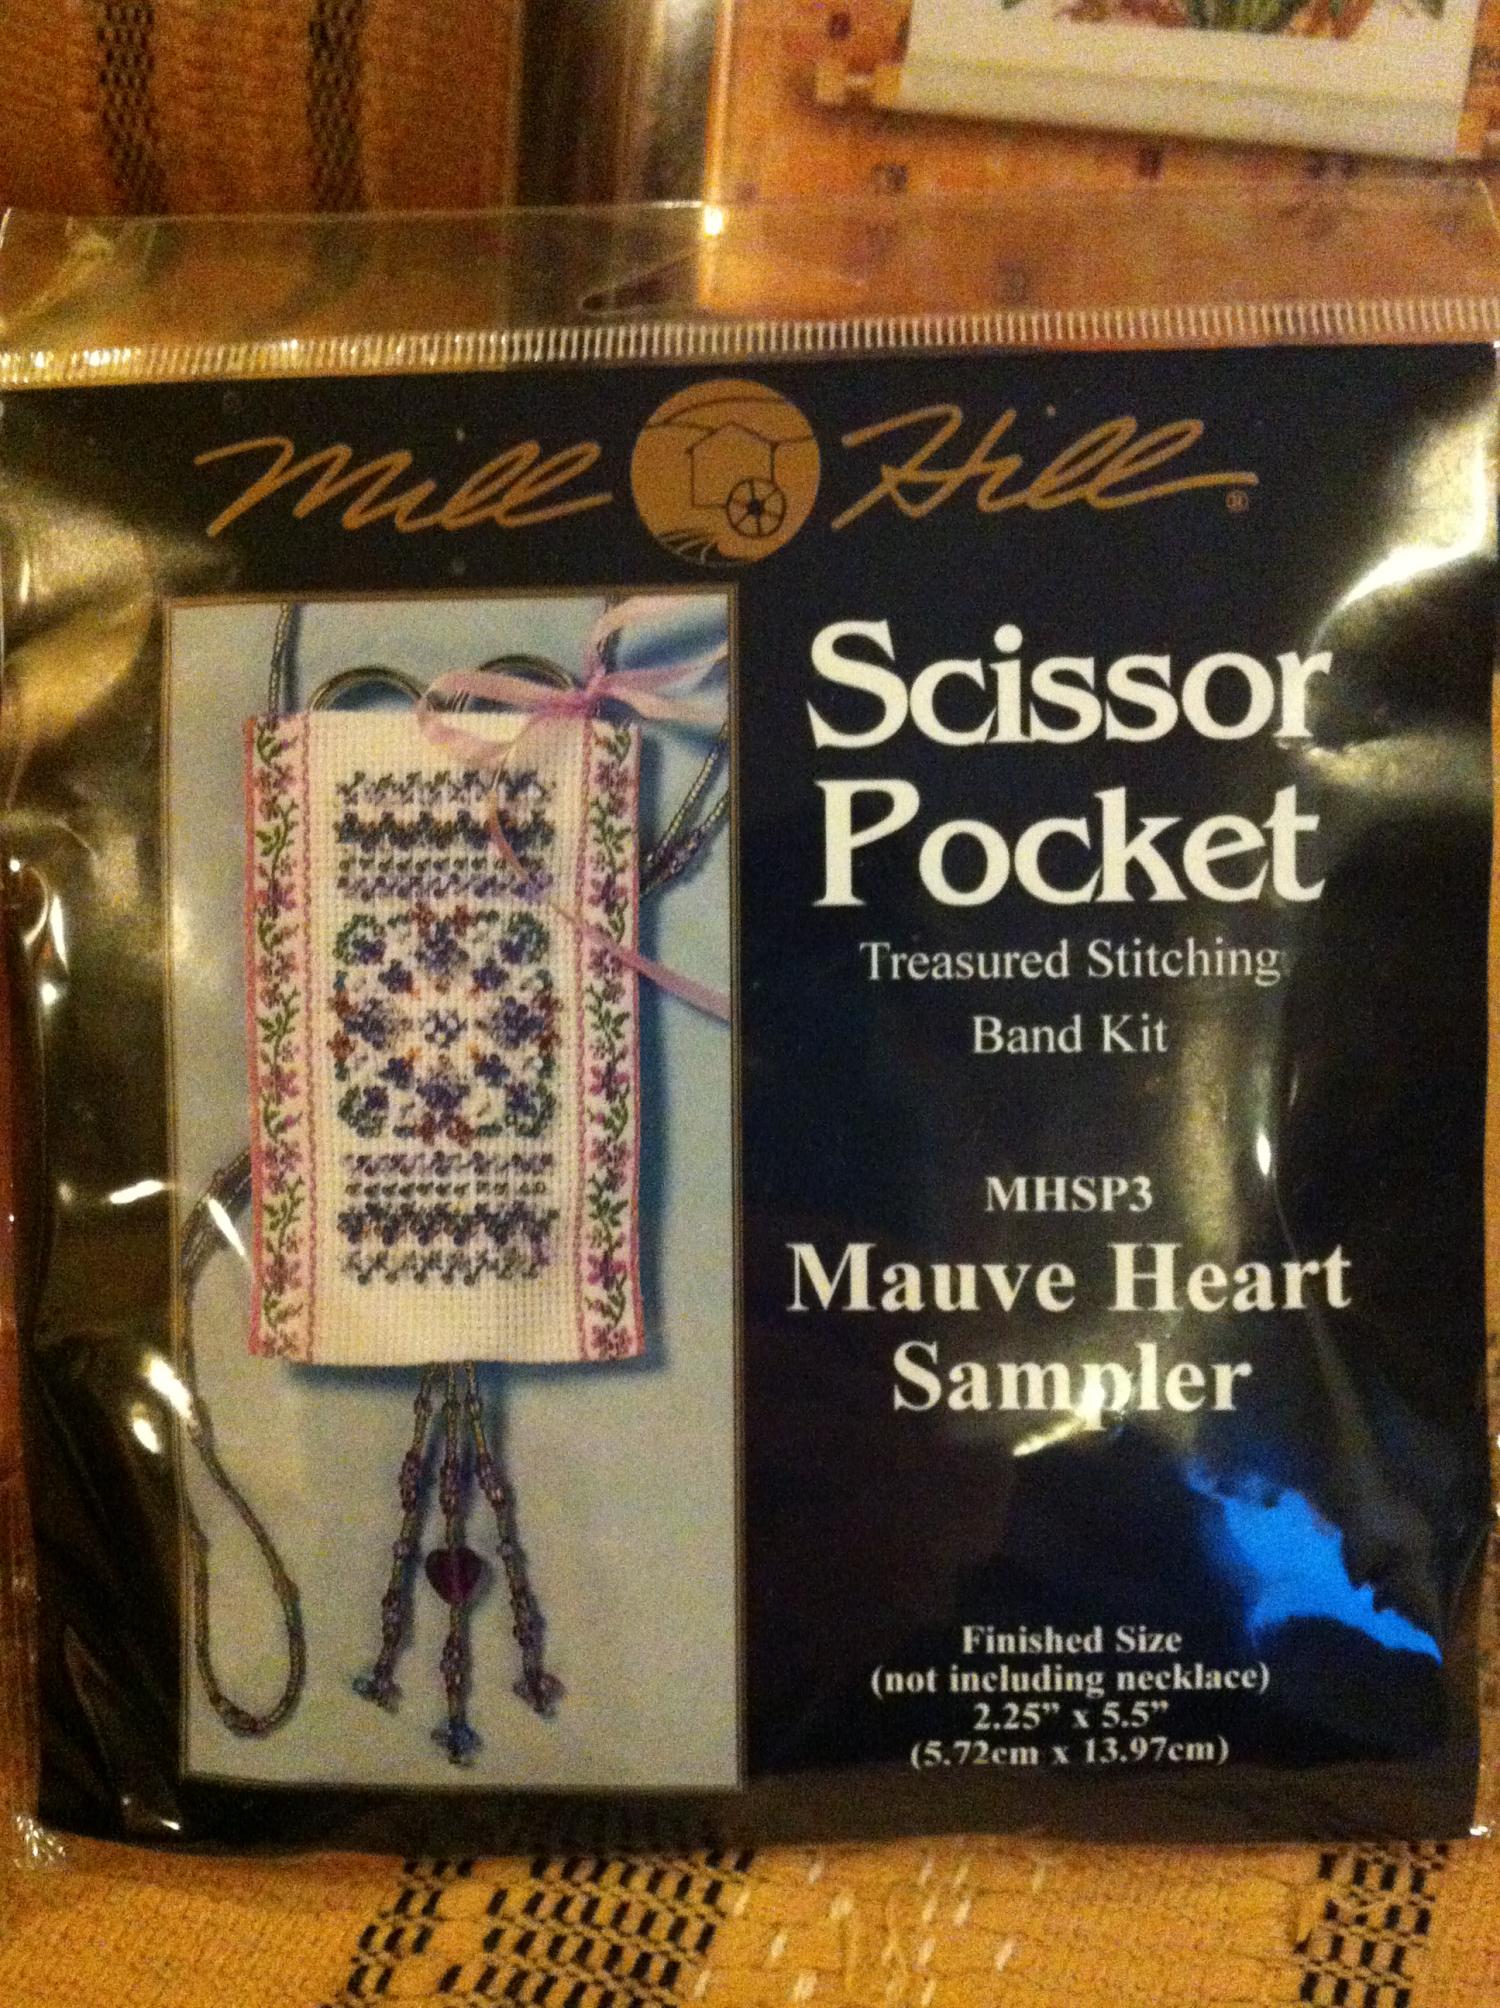 Mill Hill ®
Scissor
Pocket
Treasured Stitching
Band Kit
MHSP3
Mauve Heart
Sampler
Finished Size
(not including necklace)
2.25” x 5.5”
(5.72cm x 13.97cm)